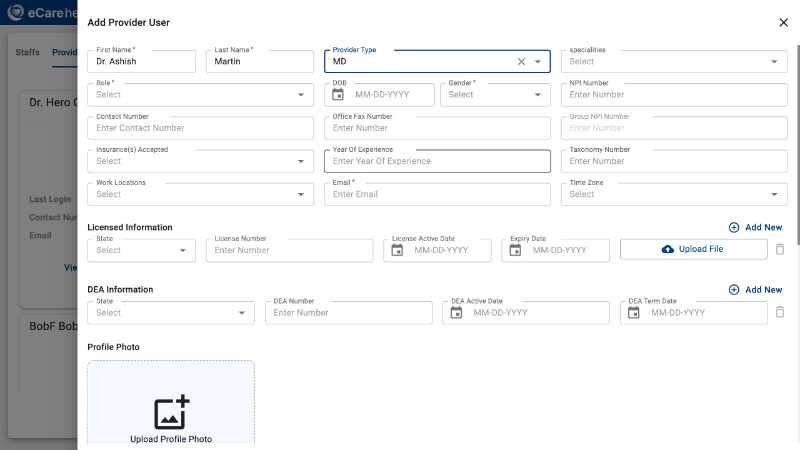 eCare he
Add Provider User
Staffs Provid
First Name * Last Name * Provider Type specialities
Dr. Ashish Martin MD Select
Role * DOB Gender * NPI Number
Select MM-DD-YYYY Select Enter Number
Dr. Hero C
Contact Number Office Fax Number Group NPI Number
Enter Contact Number Enter Number Enter Number
Insurance(s) Accepted Year Of Experience Taxonomy Number
Select Enter Year Of Experience Enter Number
Work Locations Email * Time Zone
Select Enter Email Select
Last Login
Contact Num
Email
Vie
Licensed Information Add New
State License Number License Active Date Expiry Date
Select Enter Number MM-DD-YYYY MM-DD-YYYY Upload File
DEA Information Add New
State DEA Number DEA Active Date DEA Term Date
Select Enter Number MM-DD-YYYY MM-DD-YYYY
BobF Bob
Profile Photo
Upload Profile Photo